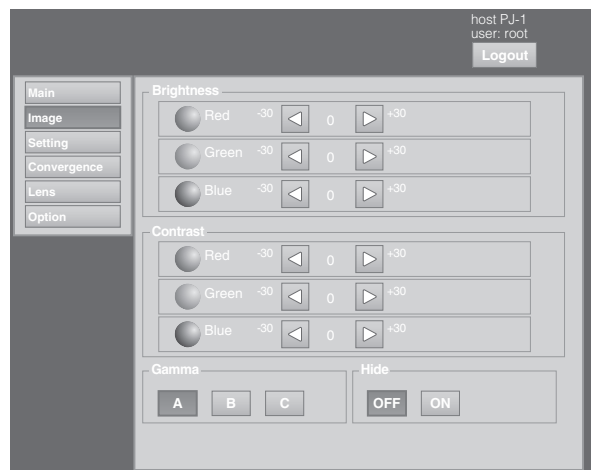 host PJ-1
user: root
Logout
Main
Image
Setting
Convergence
Lens
Option
Brightness
Red -30 0 +30
Green -30 0 +30
Blue -30 0 +30
Contrast
Red -30 0 +30
Green -30 0 +30
Blue -30 0 +30
Gamma
A B C
Hide
OFF ON